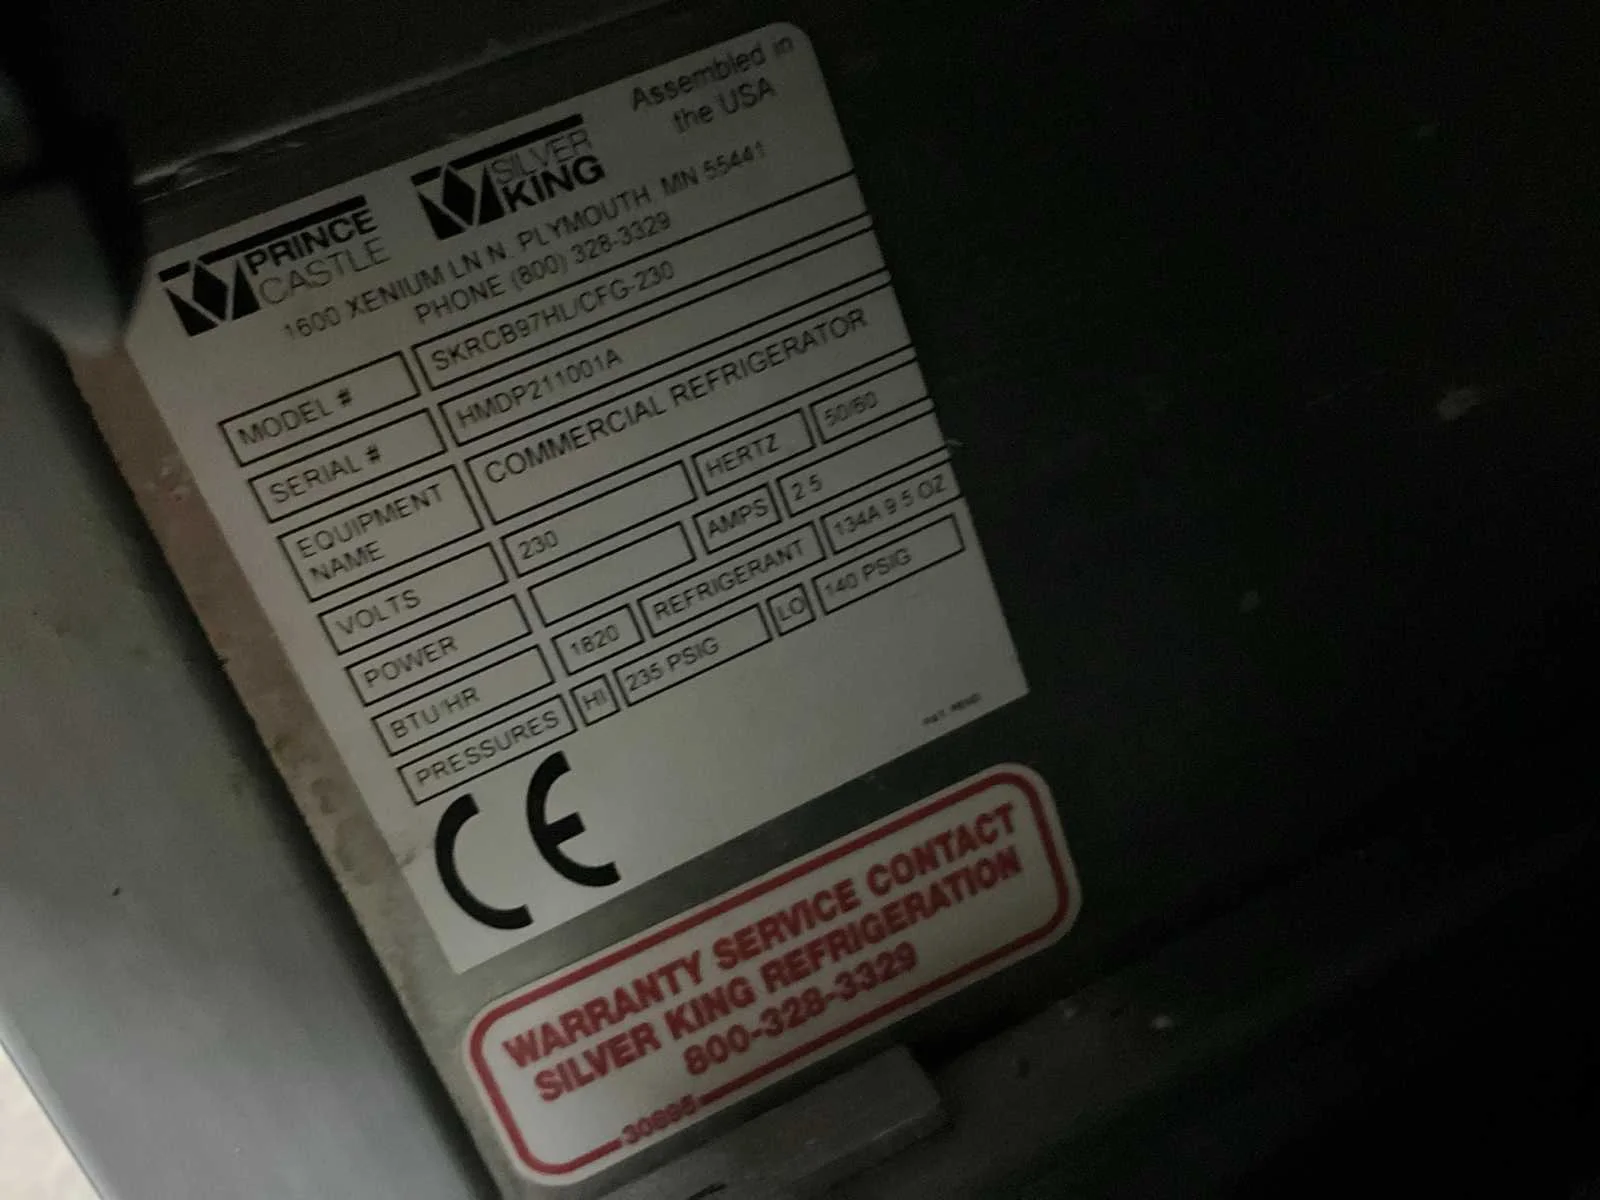 PRINCE
CASTLE
SILVER
KING
Assembled in
the USA
1600 XENIUM LN N. PLYMOUTH, MN 55441
PHONE (800) 328-3329
MODEL # SKRCB97HL/CFG-230
SERIAL # HMDP211001A
EQUIPMENT
NAME COMMERCIAL REFRIGERATOR
VOLTS 230 HERTZ 50/60
POWER AMPS 2.5
BTU/HR 1820 REFRIGERANT 134A 9.5 OZ
PRESSURES HI 235 PSIG LO 140 PSIG
PAT. PEND.
CE
WARRANTY SERVICE CONTACT
SILVER KING REFRIGERATION
800-328-3329